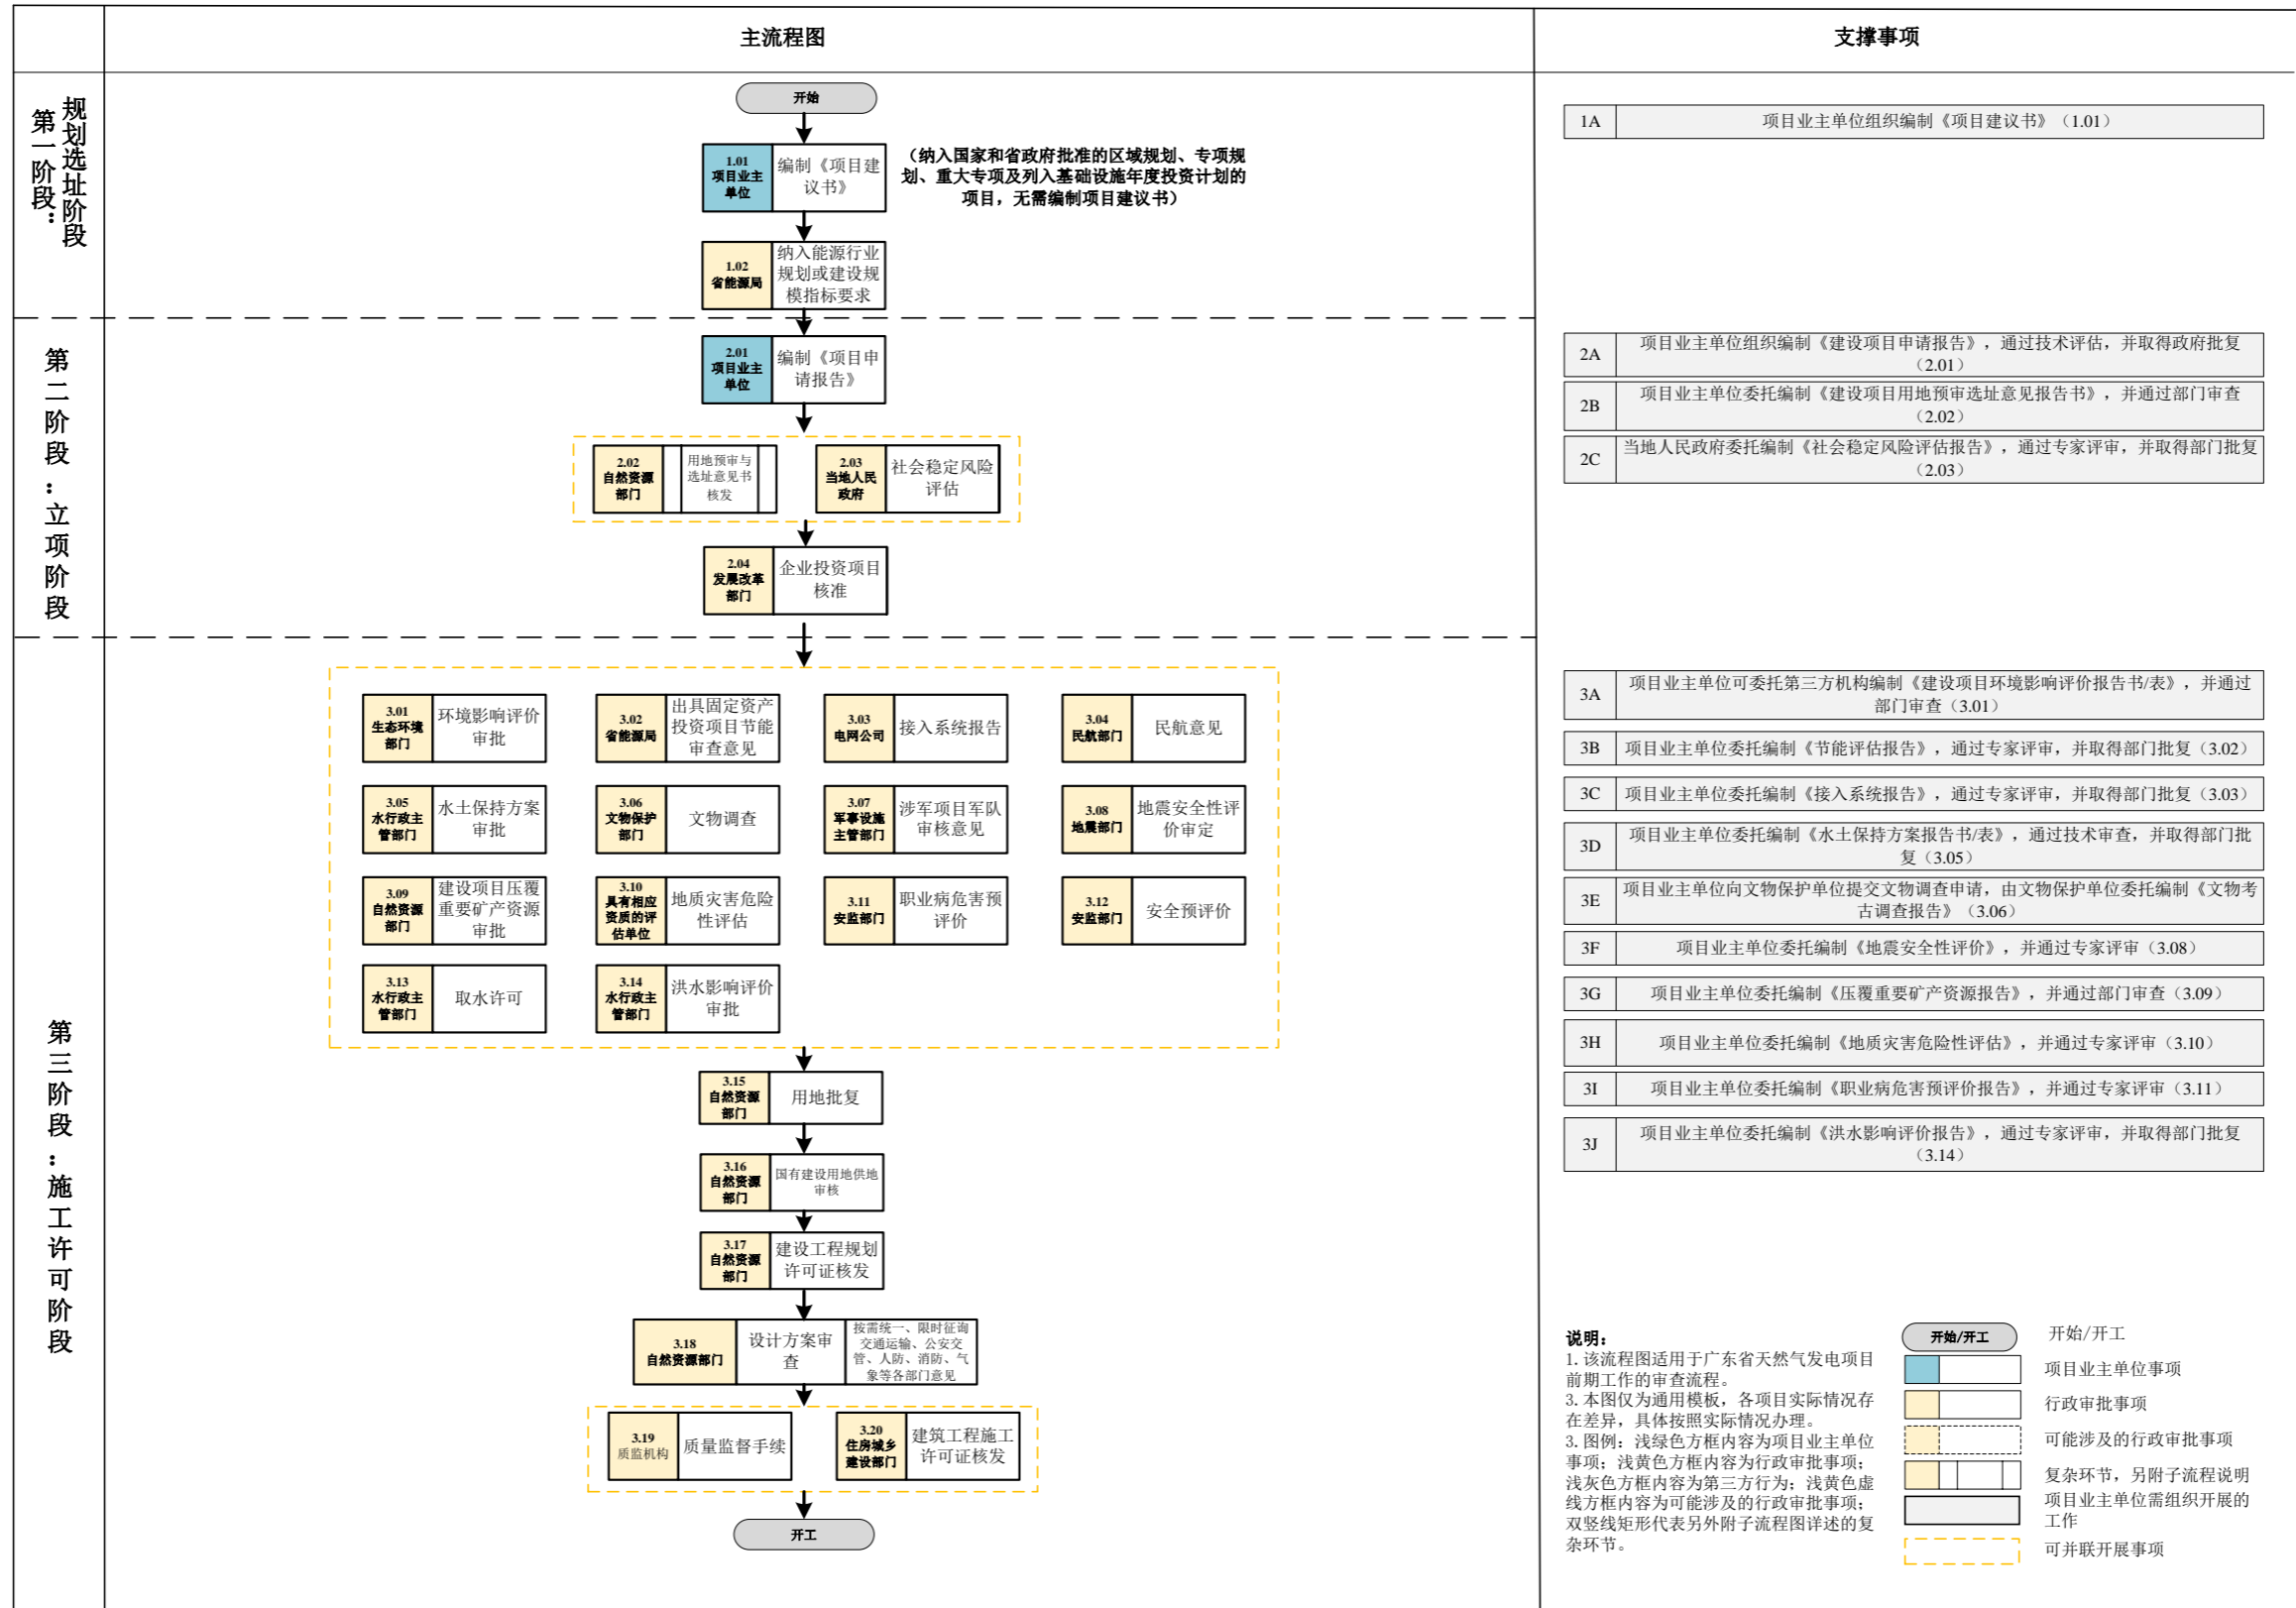 主流程图
支撑事项
第一阶段：
规划选址阶段
开始
1.01
项目业主
单位
编制《项目建
议书》
（纳入国家和省政府批准的区域规划、专项规
划、重大专项及列入基础设施年度投资计划的
项目，无需编制项目建议书）
1.02
省能源局
纳入能源行业
规划或建设规
模指标要求
1A
项目业主单位组织编制《项目建议书》（1.01）
第二阶段：立项阶段
2.01
项目业主
单位
编制《项目申
请报告》
2.02
自然资源
部门
用地预审与
选址意见书
核发
2.03
当地人民
政府
社会稳定风险
评估
2.04
发展改革
部门
企业投资项目
核准
2A
项目业主单位组织编制《建设项目申请报告》，通过技术评估，并取得政府批复
（2.01）
2B
项目业主单位委托编制《建设项目用地预审选址意见报告书》，并通过部门审查
（2.02）
2C
当地人民政府委托编制《社会稳定风险评估报告》，通过专家评审，并取得部门批复
（2.03）
第三阶段：施工许可阶段
3.01
生态环境
部门
环境影响评价
审批
3.02
省能源局
出具固定资产
投资项目节能
审查意见
3.03
电网公司
接入系统报告
3.04
民航部门
民航意见
3.05
水行政主
管部门
水土保持方案
审批
3.06
文物保护
部门
文物调查
3.07
军事设施
主管部门
涉军项目军队
审核意见
3.08
地震部门
地震安全性评
价审定
3.09
自然资源
部门
建设项目压覆
重要矿产资源
审批
3.10
具有相应
资质的评
估单位
地质灾害危险
性评估
3.11
安监部门
职业病危害预
评价
3.12
安监部门
安全预评价
3.13
水行政主
管部门
取水许可
3.14
水行政主
管部门
洪水影响评价
审批
3.15
自然资源
部门
用地批复
3.16
自然资源
部门
国有建设用地供地
审核
3.17
自然资源
部门
建设工程规划
许可证核发
3.18
自然资源部门
设计方案审
查
按需统一、限时征询
交通运输、公安交
管、人防、消防、气
象等各部门意见
3.19
质监机构
质量监督手续
3.20
住房城乡
建设部门
建筑工程施工
许可证核发
开工
3A
项目业主单位可委托第三方机构编制《建设项目环境影响评价报告书/表》，并通过
部门审查（3.01）
3B
项目业主单位委托编制《节能评估报告》，通过专家评审，并取得部门批复（3.02）
3C
项目业主单位委托编制《接入系统报告》，通过专家评审，并取得部门批复（3.03）
3D
项目业主单位委托编制《水土保持方案报告书/表》，通过技术审查，并取得部门批
复（3.05）
3E
项目业主单位向文物保护单位提交文物调查申请，由文物保护单位委托编制《文物考
古调查报告》（3.06）
3F
项目业主单位委托编制《地震安全性评价》，并通过专家评审（3.08）
3G
项目业主单位委托编制《压覆重要矿产资源报告》，并通过部门审查（3.09）
3H
项目业主单位委托编制《地质灾害危险性评估》，并通过专家评审（3.10）
3I
项目业主单位委托编制《职业病危害预评价报告》，并通过专家评审（3.11）
3J
项目业主单位委托编制《洪水影响评价报告》，通过专家评审，并取得部门批复
（3.14）
说明：
1.该流程图适用于广东省天然气发电项目
前期工作的审查流程。
3.本图仅为通用模板，各项目实际情况存
在差异，具体按照实际情况办理。
3.图例：浅绿色方框内容为项目业主单位
事项；浅黄色方框内容为行政审批事项；
浅灰色方框内容为第三方行为；浅黄色虚
线方框内容为可能涉及的行政审批事项；
双竖线矩形代表另外附子流程图详述的复
杂环节。
开始/开工
开始/开工
项目业主单位事项
行政审批事项
可能涉及的行政审批事项
复杂环节，另附子流程说明
项目业主单位需组织开展的
工作
可并联开展事项